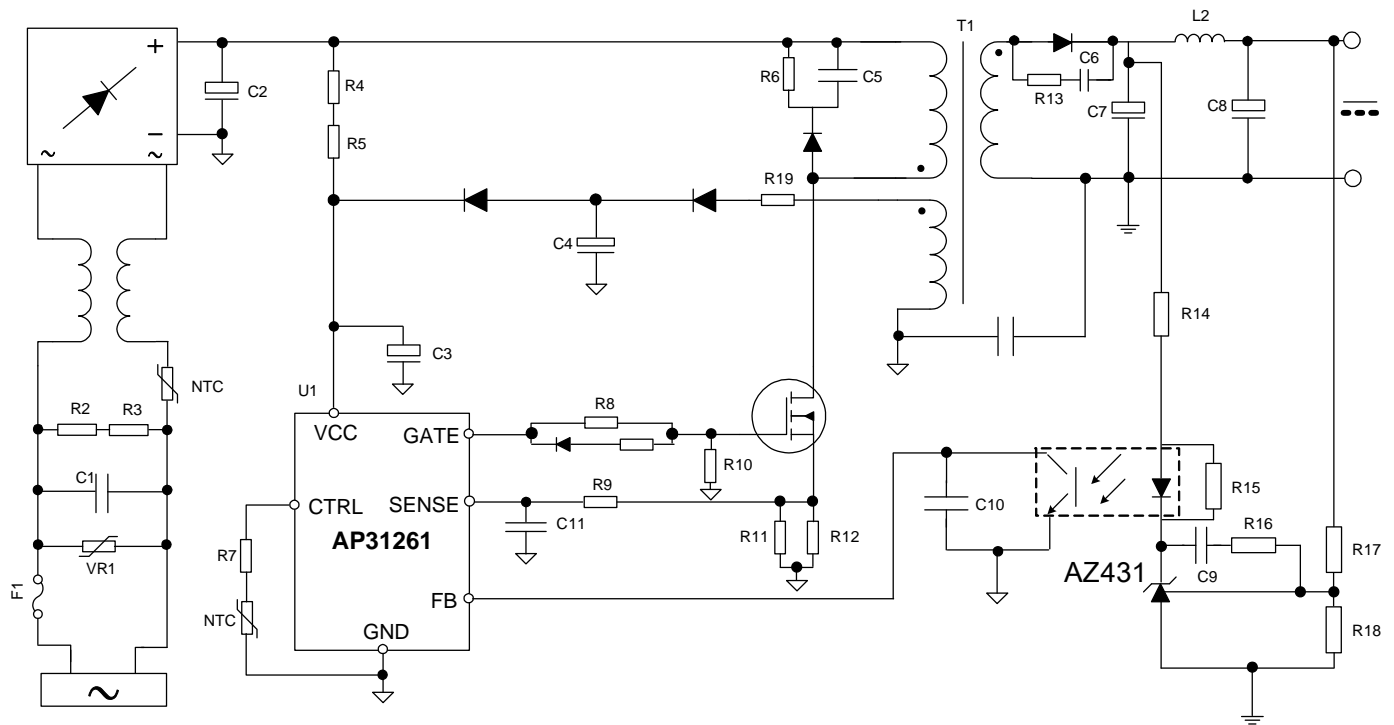 T1
L2
+
R6
C5
C6
R13
C2
R4
C7
C8
R5
−
~
~
R19
C4
R14
C3
NTC
U1
R2
R3
VCC
GATE
R8
R10
C1
CTRL
SENSE
R9
C10
R15
C11
AP31261
R11
R12
R16
R7
VR1
C9
R17
AZ431
F1
FB
NTC
GND
R18
~